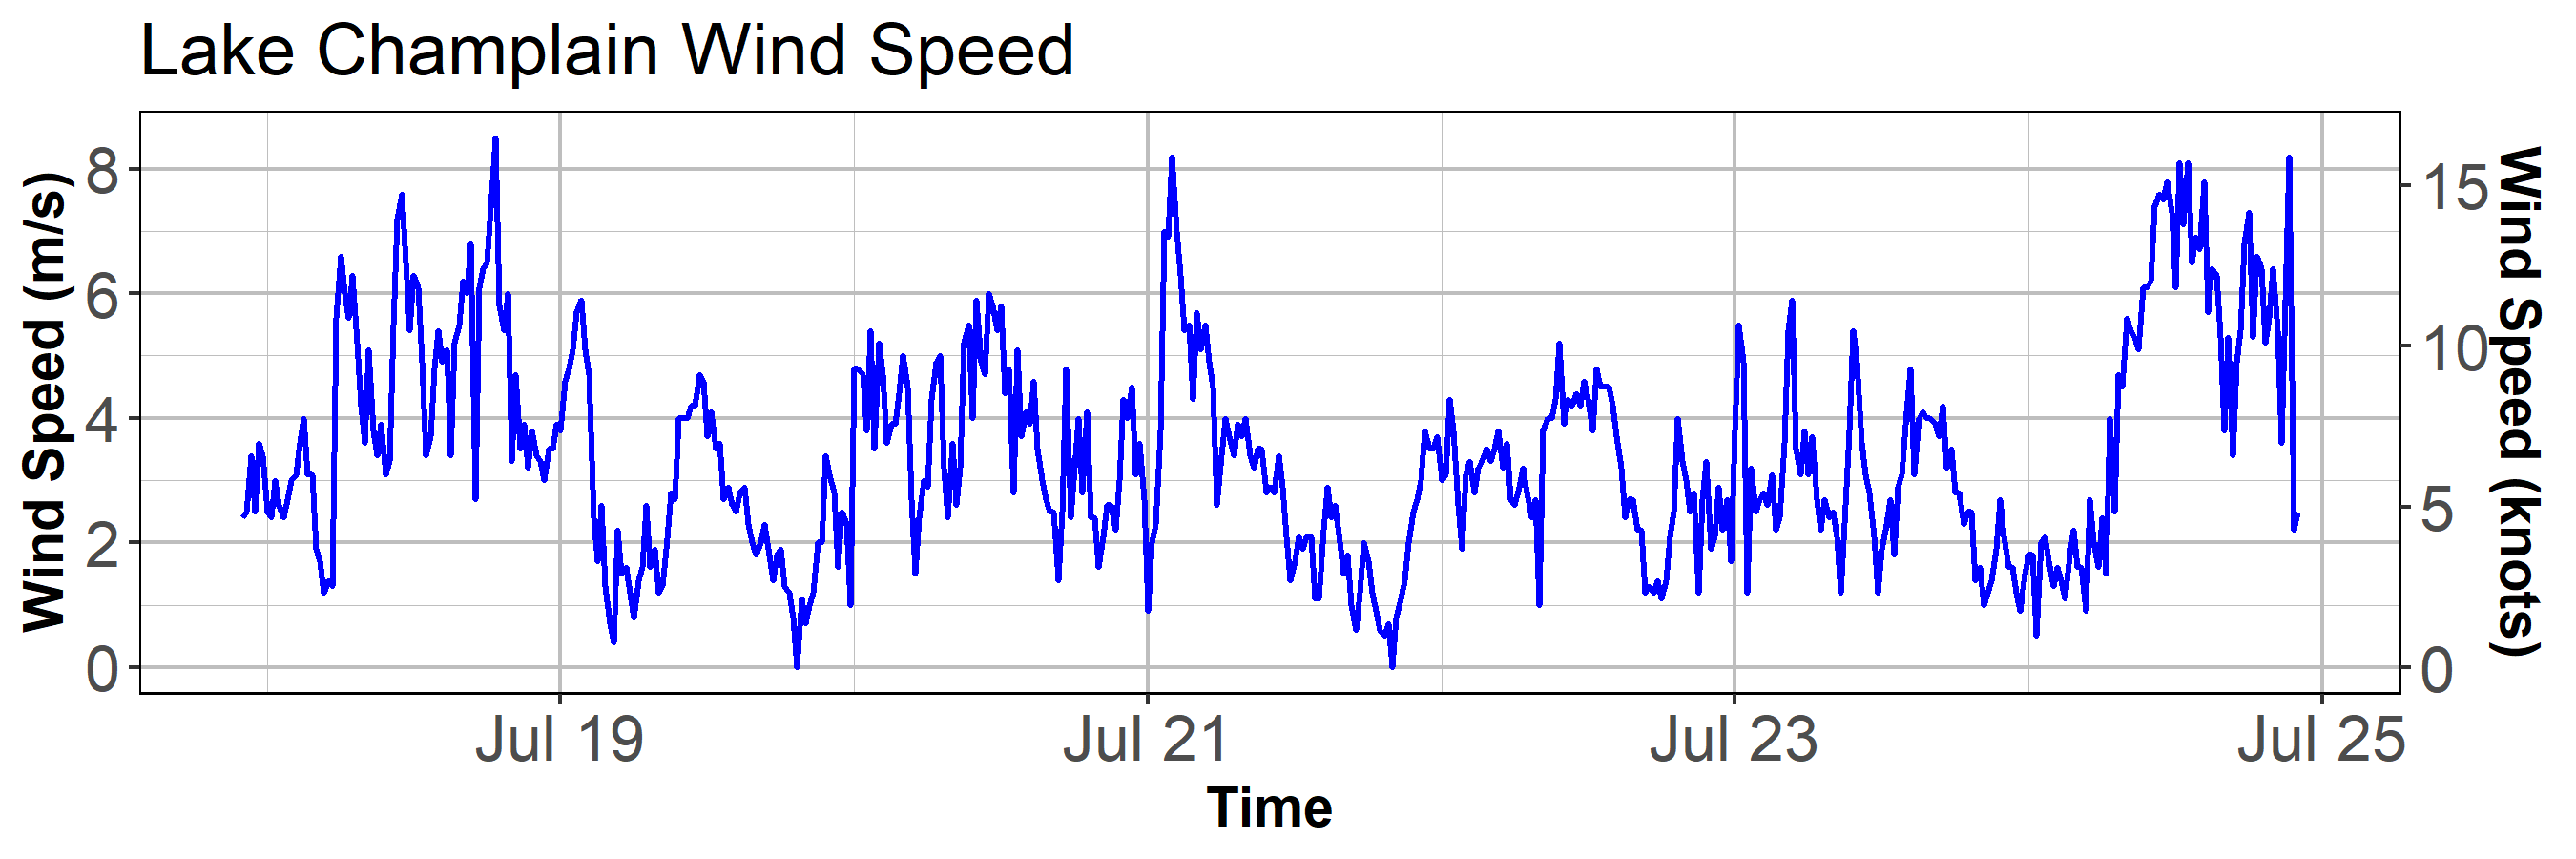 Lake Champlain Wind Speed
Wind Speed (m/s)
8
6
4
2
0
15
10
5
0
Wind Speed (knots)
Jul 19 Jul 21 Jul 23 Jul 25
Time